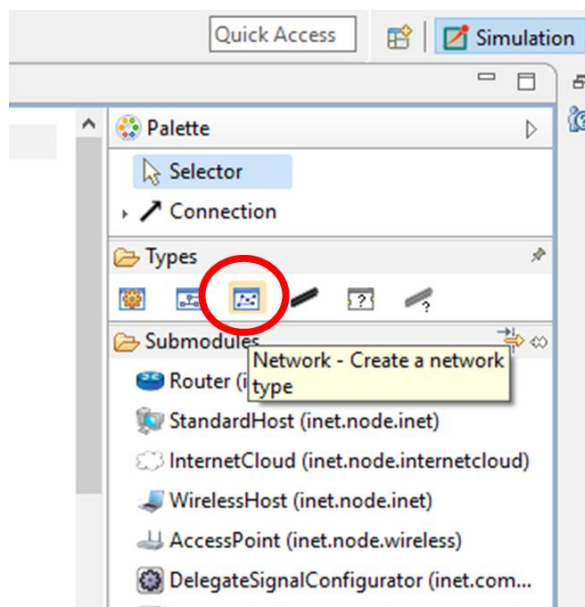 Quick Access
Simulation
Palette
Selector
Connection
Types
?
?
Submodules
Network - Create a network
type
Router (i
StandardHost (inet.node.inet)
InternetCloud (inet.node.internetcloud)
WirelessHost (inet.node.inet)
AccessPoint (inet.node.wireless)
DelegateSignalConfigurator (inet.com...